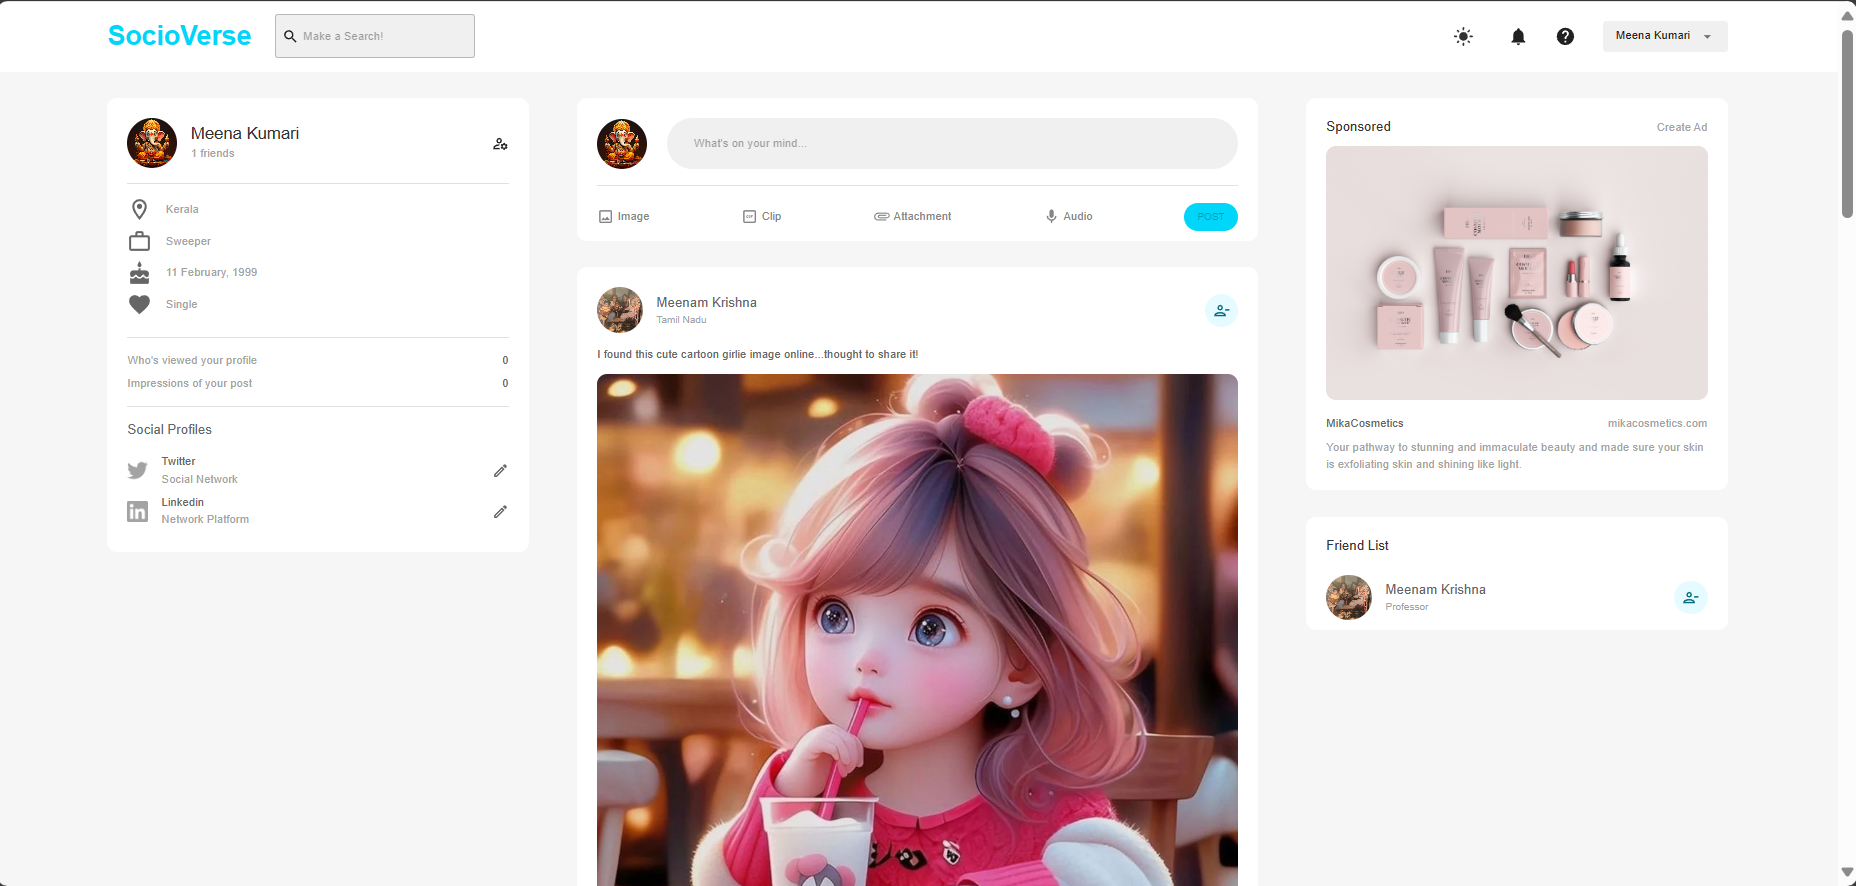 SocioVerse
Make a Search!
Meena Kumari
Meena Kumari
1 friends
Kerala
Sweeper
11 February, 1999
Single
Who's viewed your profile 0
Impressions of your post 0
Social Profiles
Twitter
Social Network
Linkedin
Network Platform
What's on your mind...
Image Clip Attachment Audio POST
Meenam Krishna
Tamil Nadu
I found this cute cartoon girlie image online...thought to share it!
Sponsored Create Ad
MikaCosmetics mikacosmetics.com
Your pathway to stunning and immaculate beauty and made sure your skin
is exfoliating skin and shining like light.
Friend List
Meenam Krishna
Professor